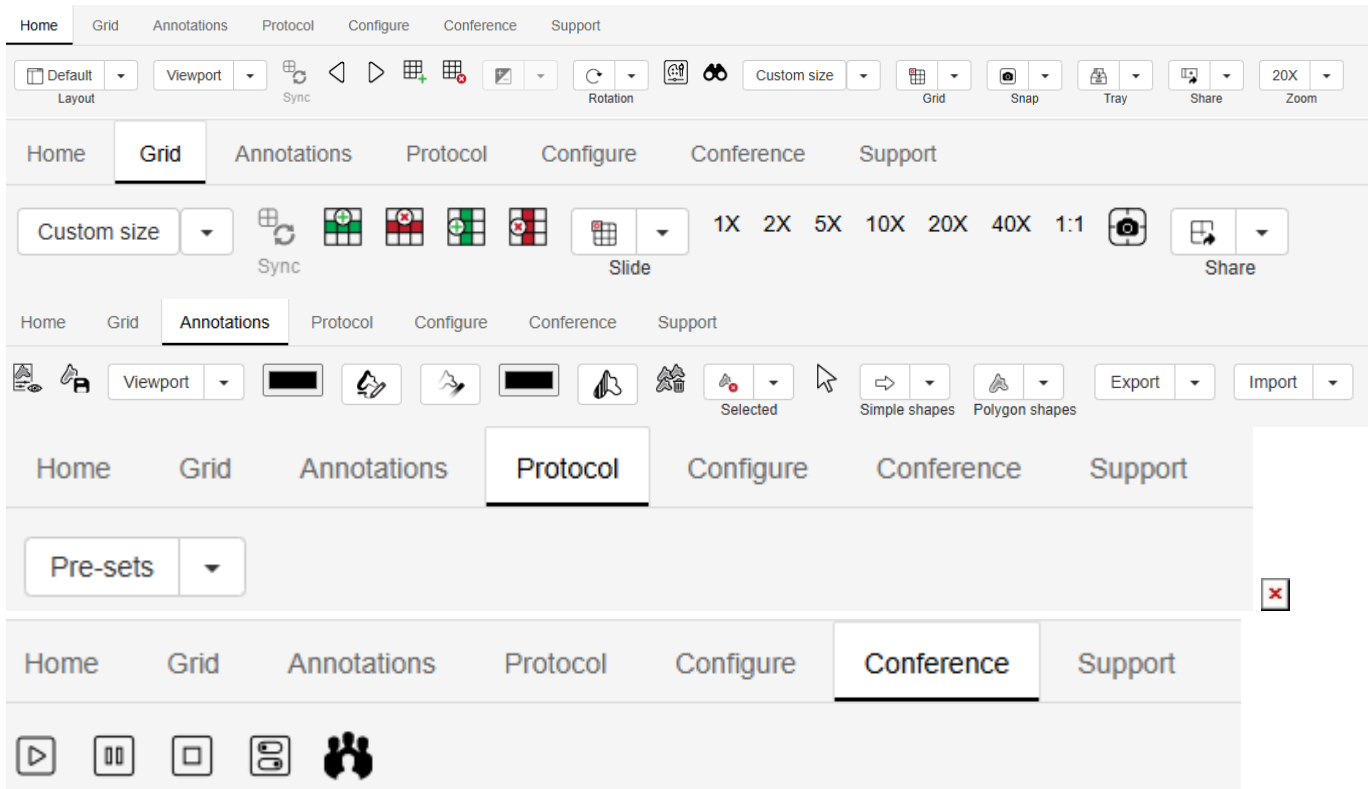 Home Grid Annotations Protocol Configure Conference Support
Default Viewport Custom size 20X
Layout Sync Rotation Grid Snap Tray Share Zoom
Home Grid Annotations Protocol Configure Conference Support
Custom size 1X 2X 5X 10X 20X 40X 1:1
Sync Slide Share
Home Grid Annotations Protocol Configure Conference Support
Viewport Export Import
Selected Simple shapes Polygon shapes
Home Grid Annotations Protocol Configure Conference Support
Pre-sets
Home Grid Annotations Protocol Configure Conference Support